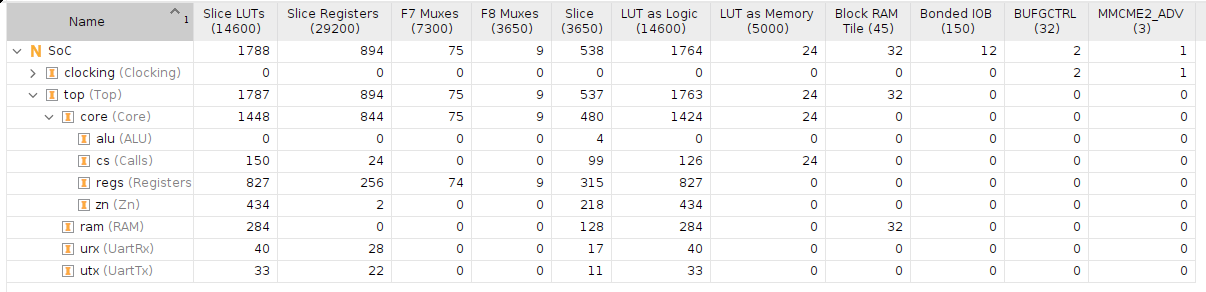 Name 1 Slice LUTs (14600) Slice Registers (29200) F7 Muxes (7300) F8 Muxes (3650) Slice (3650) LUT as Logic (14600) LUT as Memory (5000) Block RAM Tile (45) Bonded IOB (150) BUFGCTRL (32) MMCME2_ADV (3)
N SoC 1788 894 75 9 538 1764 24 32 12 2 1
clocking (Clocking) 0 0 0 0 0 0 0 0 0 2 1
top (Top) 1787 894 75 9 537 1763 24 32 0 0 0
core (Core) 1448 844 75 9 480 1424 24 0 0 0 0
alu (ALU) 0 0 0 0 4 0 0 0 0 0 0
cs (Calls) 150 24 0 0 99 126 24 0 0 0 0
regs (Registers 827 256 74 9 315 827 0 0 0 0 0
zn (Zn) 434 2 0 0 218 434 0 0 0 0 0
ram (RAM) 284 0 0 0 128 284 0 32 0 0 0
urx (UartRx) 40 28 0 0 17 40 0 0 0 0 0
utx (UartTx) 33 22 0 0 11 33 0 0 0 0 0